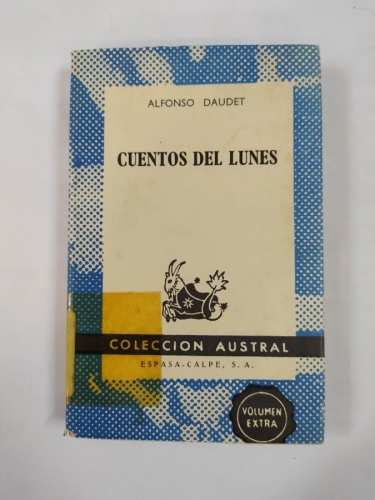 ALFONSO DAUDET
CUENTOS DEL LUNES
COLECCION AUSTRAL
ESPASA-CALPE, S. A.
VOLUMEN
EXTRA